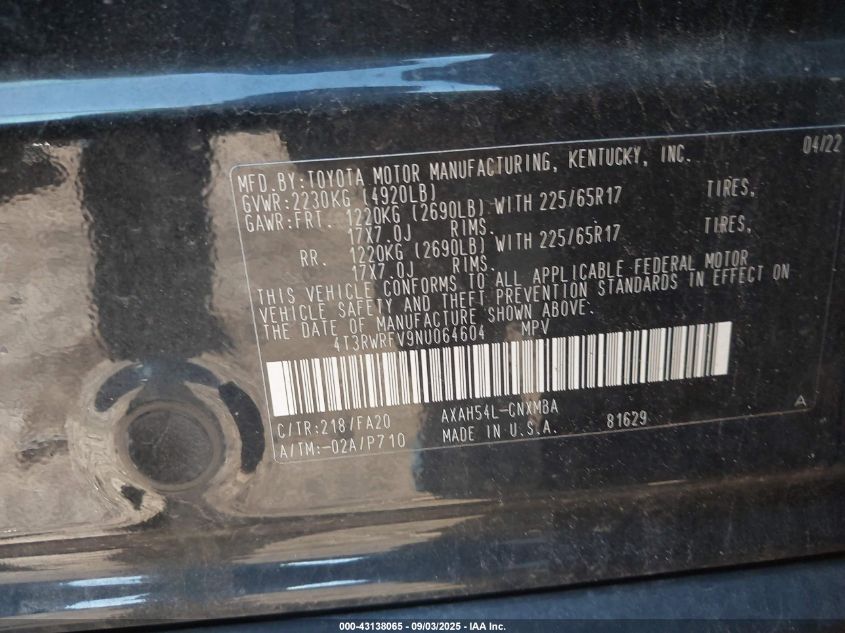 04/22
MFD.BY:TOYOTA MOTOR MANUFACTURING, KENTUCKY, INC.
GVWR:2230KG (4920LB)
GAWR:FRT. 1220KG (2690LB) WITH 225/65R17 TIRES,
17X7.0J RIMS.
RR. 1220KG (2690LB) WITH 225/65R17 TIRES,
17X7.0J RIMS.
THIS VEHICLE CONFORMS TO ALL APPLICABLE FEDERAL MOTOR
VEHICLE SAFETY AND THEFT PREVENTION STANDARDS IN EFFECT ON
THE DATE OF MANUFACTURE SHOWN ABOVE.
4T3RWRFV9NU064604 MPV
C/TR:218/FA20 AXAH54L-CNXMBA A
A/TM:-02A/P710 MADE IN U.S.A. 81629
000-43138065 - 09/03/2025 - IAA Inc.